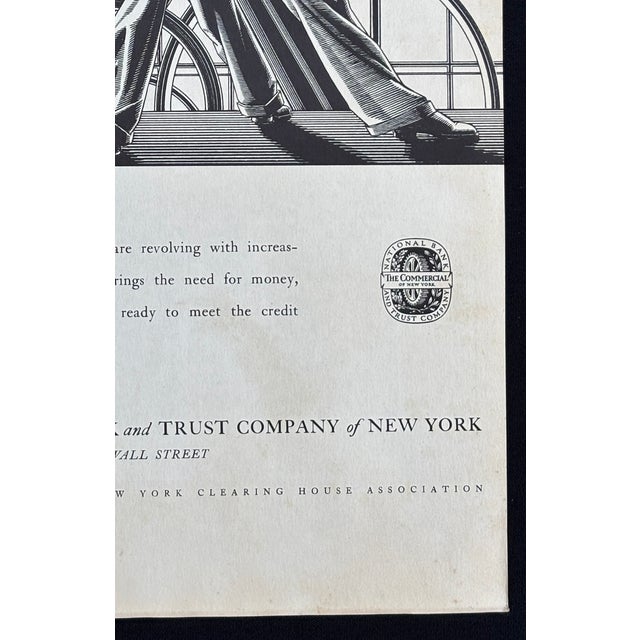 are revolving with increas-
rings the need for money,
ready to meet the credit
NATIONAL BANK
THE COMMERCIAL
OF NEW YORK
AND TRUST COMPANY
K and TRUST COMPANY of NEW YORK
WALL STREET
W YORK CLEARING HOUSE ASSOCIATION